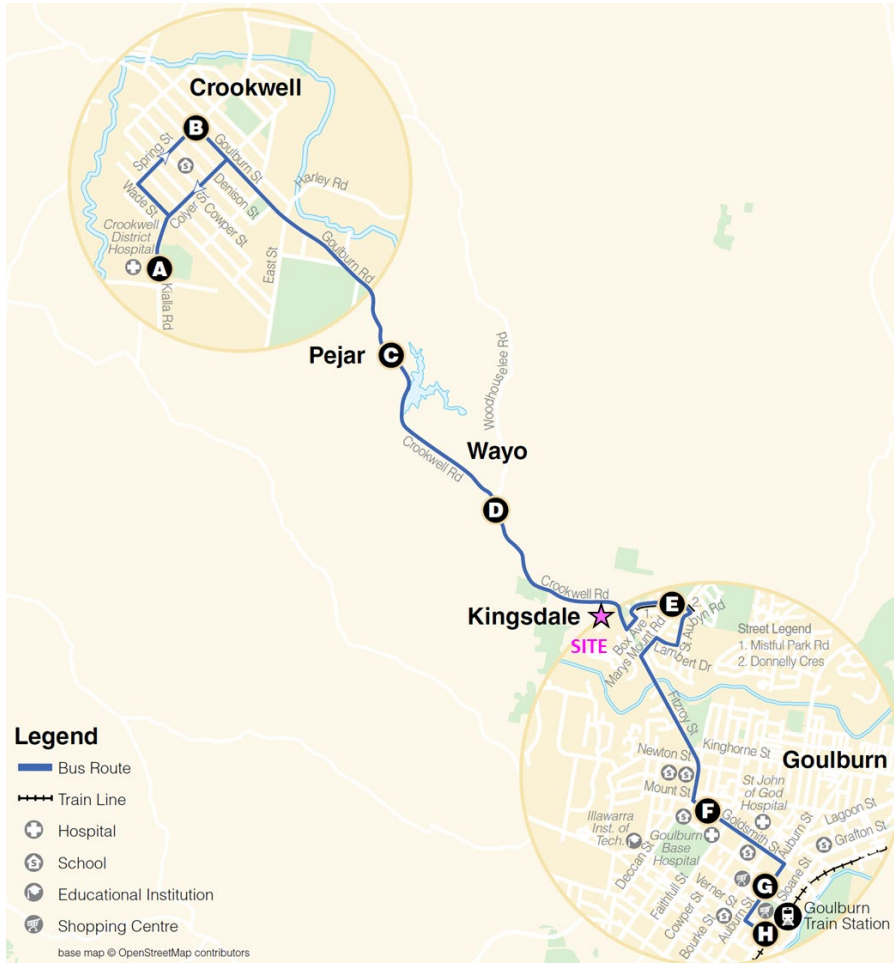 Crookwell
B
Spring St
Goulburn St
Harley Rd
Wade St
Denison St
Colyer St
Cowper St
Crookwell
District
Hospital
A
East St
Goulburn Rd
Kialla Rd
Pejar
C
Woodhouselee Rd
Wayo
Crookwell Rd
D
Crookwell Rd
Kingsdale
SITE
E
1.
2.
Box Ave
Marys Mount Rd
St Aubyn Rd
Lambert Dr
Street Legend
1. Mistful Park Rd
2. Donnelly Cres
Fitzroy St
Legend
Bus Route
Train Line
Hospital
School
Educational Institution
Shopping Centre
base map © OpenStreetMap contributors
Newton St
Kinghorne St
Goulburn
Mount St
St John
of God
Hospital
F
Goldsmith St
Lagoon St
Grafton St
Illawarra
Inst. of
Tech.
Goulburn
Base
Hospital
Auburn St
Deccan St
Sloane St
Faithfull St
Verner St
G
Cowper St
Bourke St
Auburn St
H
Goulburn
Train Station